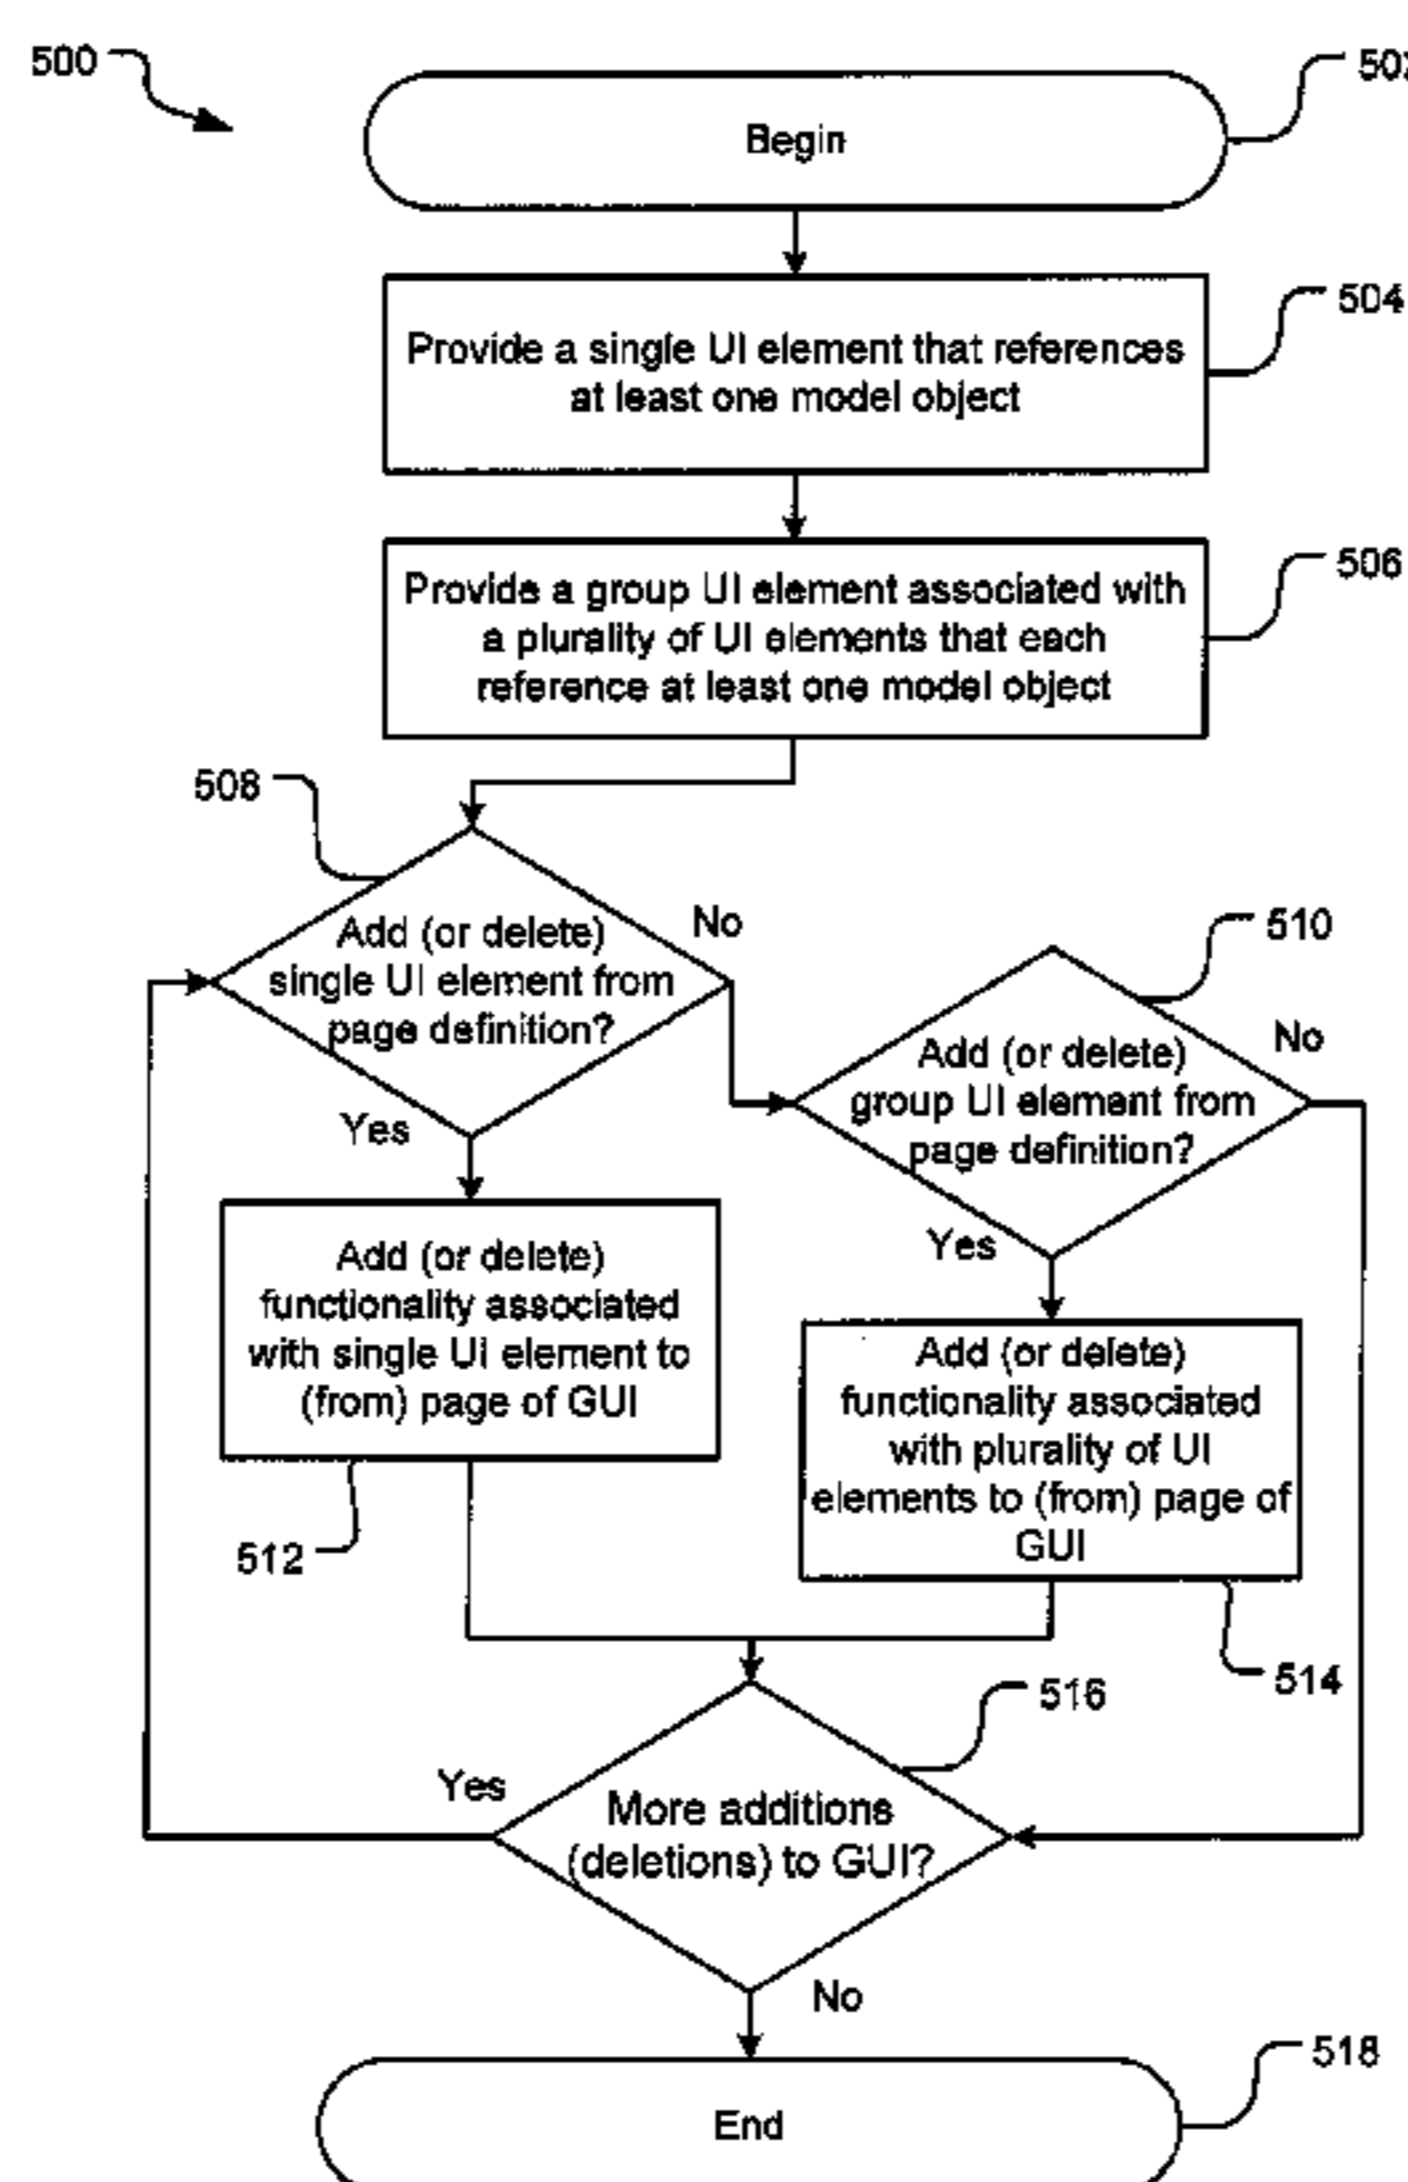 500
Begin
504
Provide a single UI element that references
at least one model object
506
Provide a group UI element associated with
a plurality of UI elements that each
reference at least one model object
508
Add (or delete)
single UI element from
page definition?
No
Yes
510
Add (or delete)
group UI element from
page definition?
No
Yes
Add (or delete)
functionality associated
with single UI element to
(from) page of GUI
512
Add (or delete)
functionality associated
with plurality of UI
elements to (from) page of
GUI
514
516
More additions
(deletions) to GUI?
Yes
No
518
End